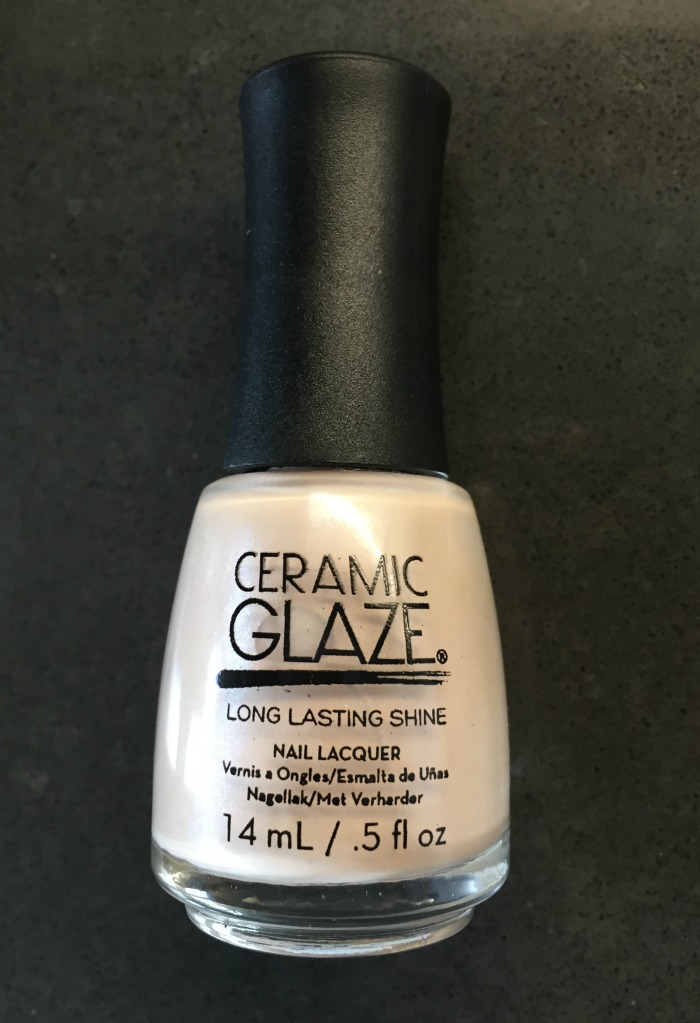 CERAMIC
GLAZE®
LONG LASTING SHINE
NAIL LACQUER
Vernis a Ongles/Esmalta de Uñas
Nagellak/Met Verharder
14 mL / .5 fl oz